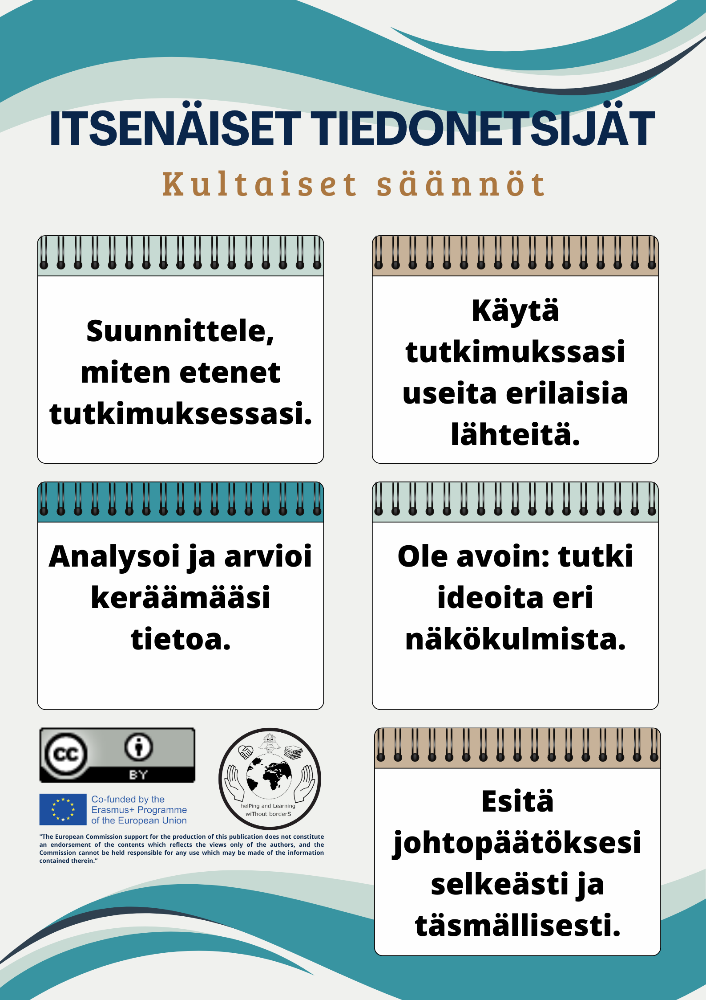 ITSENÄISET TIEDONETSIJÄT
Kultaiset säännöt
Suunnittele,
miten etenet
tutkimuksessasi.
Käytä
tutkimukssasi
useita erilaisia
lähteitä.
Analysoi ja arvioi
keräämääsi
tietoa.
Ole avoin: tutki
ideoita eri
näkökulmista.
CC
BY
Co-funded by the
Erasmus+ Programme
of the European Union
helPing and Learning
wiThout borderS
"The European Commission support for the production of this publication does not constitute
an endorsement of the contents which reflects the views only of the authors, and the
Commission cannot be held responsible for any use which may be made of the information
contained therein.”
Esitä
johtopäätöksesi
selkeästi ja
täsmällisesti.